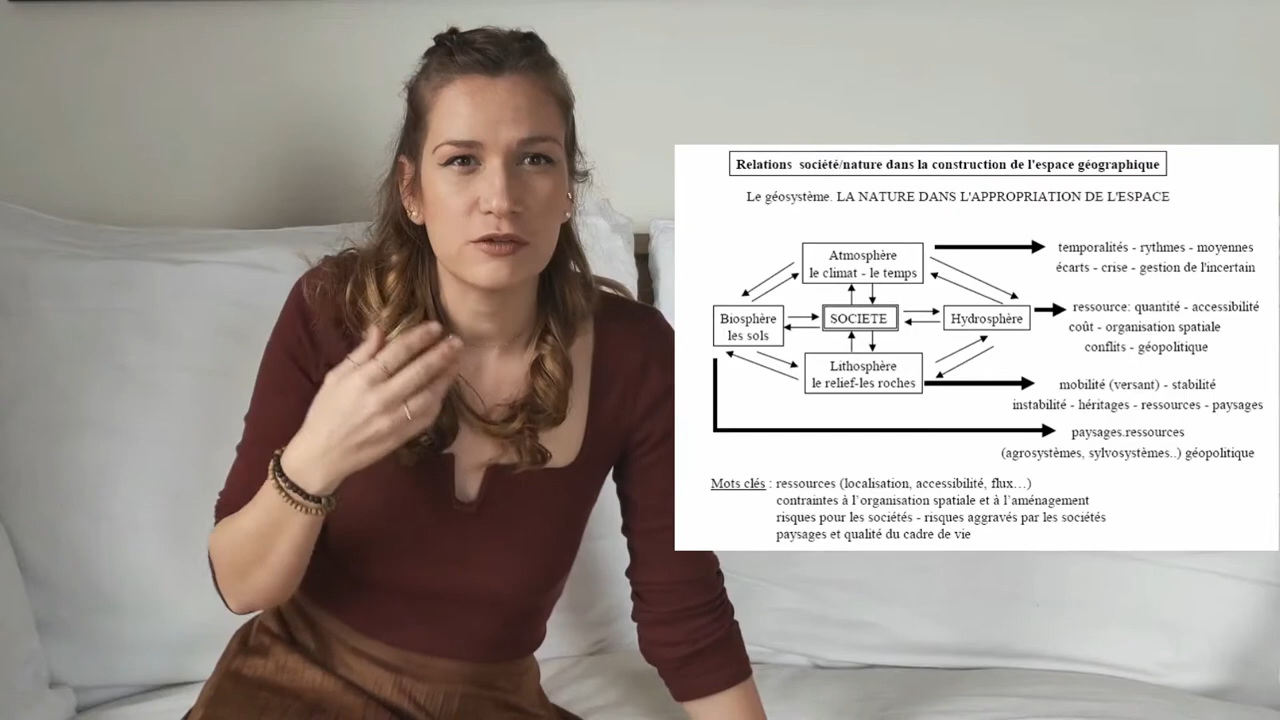 Relations société/nature dans la construction de l'espace géographique
Le géosystème. LA NATURE DANS L'APPROPRIATION DE L'ESPACE
Atmosphère
le climat - le temps
temporalités - rythmes - moyennes
écarts - crise - gestion de l'incertain
Biosphère
les sols
SOCIETE
Hydrosphère
ressource: quantité - accessibilité
coût - organisation spatiale
conflits - géopolitique
Lithosphère
le relief-les roches
mobilité (versant) - stabilité
instabilité - héritages - ressources - paysages
paysages.ressources
(agrosystèmes, sylvosystèmes..) géopolitique
Mots clés : ressources (localisation, accessibilité, flux…)
contraintes à l'organisation spatiale et à l'aménagement
risques pour les sociétés - risques aggravés par les sociétés
paysages et qualité du cadre de vie